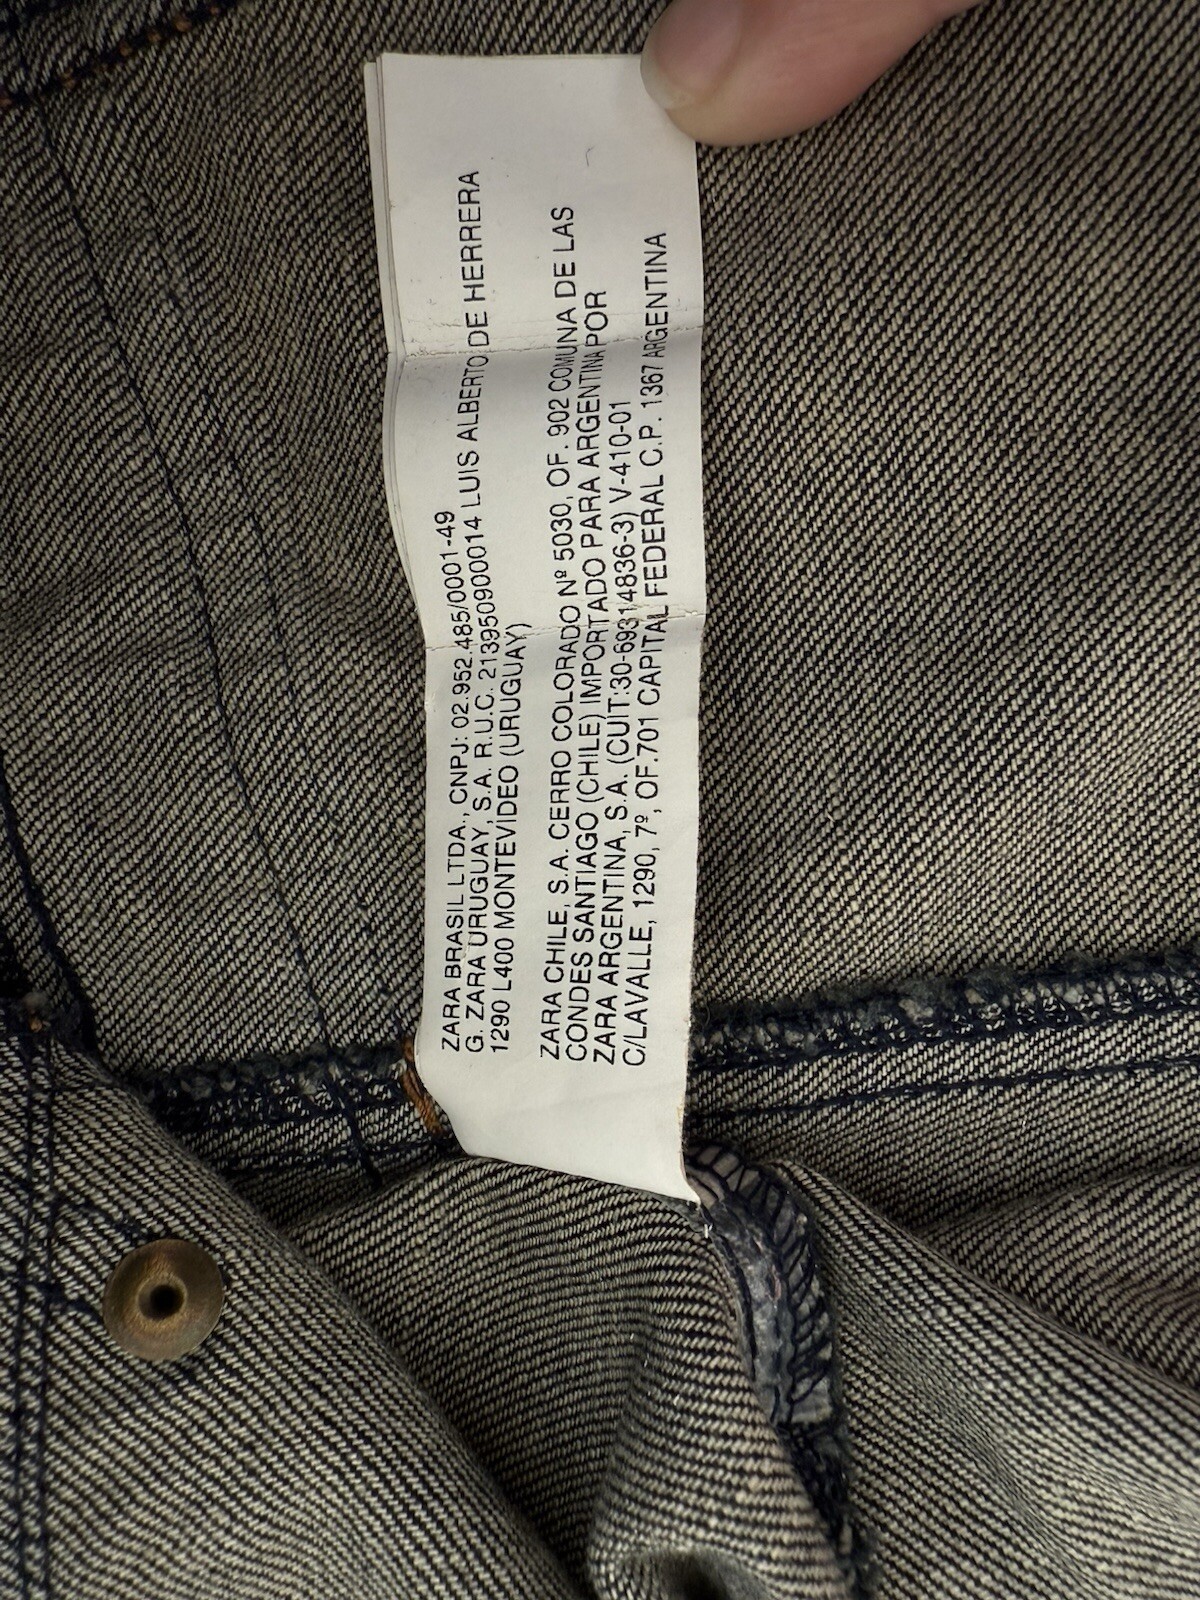 ZARA BRASIL LTDA., CNPJ: 02.952.485/0001-49
G. ZARA URUGUAY, S.A. R.U.C. 213950900014 LUIS ALBERTO DE HERRERA
1290 L400 MONTEVIDEO (URUGUAY)
ZARA CHILE, S.A. CERRO COLORADO Nº 5030, OF. 902 COMUNA DE LAS
CONDES SANTIAGO (CHILE) IMPORTADO PARA ARGENTINA POR
ZARA ARGENTINA, S.A. (CUIT:30-69314836-3) V-410-01
C/LAVALLE, 1290, 7º, OF.701 CAPITAL FEDERAL C.P. 1367 ARGENTINA